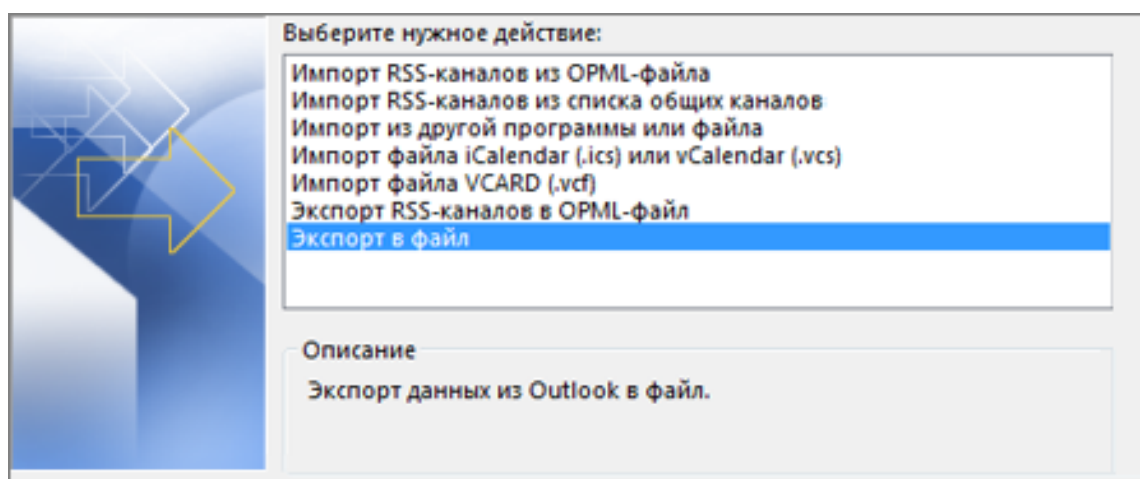 Выберите нужное действие:
Импорт RSS-каналов из OPML-файла
Импорт RSS-каналов из списка общих каналов
Импорт из другой программы или файла
Импорт файла iCalendar (.ics) или vCalendar (.vcs)
Импорт файла VCARD (.vcf)
Экспорт RSS-каналов в OPML-файл
Экспорт в файл
Описание
Экспорт данных из Outlook в файл.